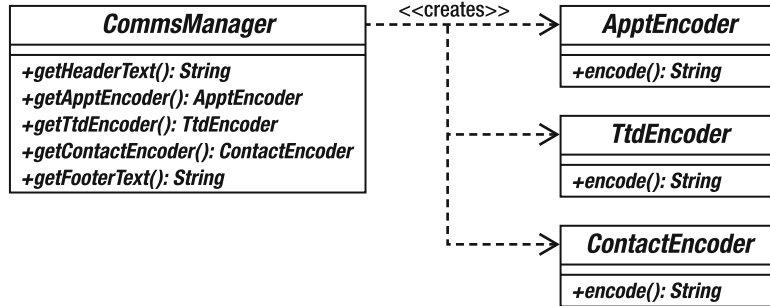 CommsManager
+getHeaderText(): String
+getApptEncoder(): ApptEncoder
+getTtdEncoder(): TtdEncoder
+getContactEncoder(): ContactEncoder
+getFooterText(): String
<<creates>>
ApptEncoder
+encode(): String
TtdEncoder
+encode(): String
ContactEncoder
+encode(): String